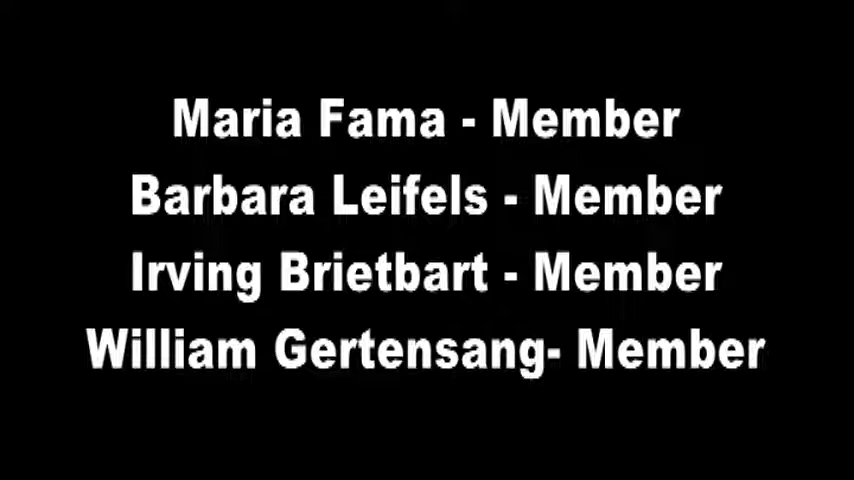 Maria Fama - Member
Barbara Leifels - Member
Irving Brietbart - Member
William Gertensang- Member